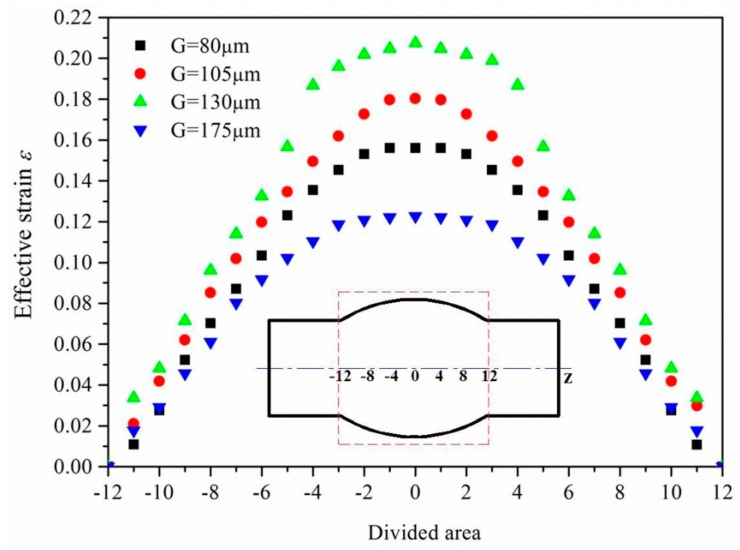 0.22
0.20
0.18
0.16
0.14
0.12
0.10
0.08
0.06
0.04
0.02
0.00
Effective strain ε
G=80μm
G=105μm
G=130μm
G=175μm
-12 -8 -4 0 4 8 12 z
-12 -10 -8 -6 -4 -2 0 2 4 6 8 10 12
Divided area